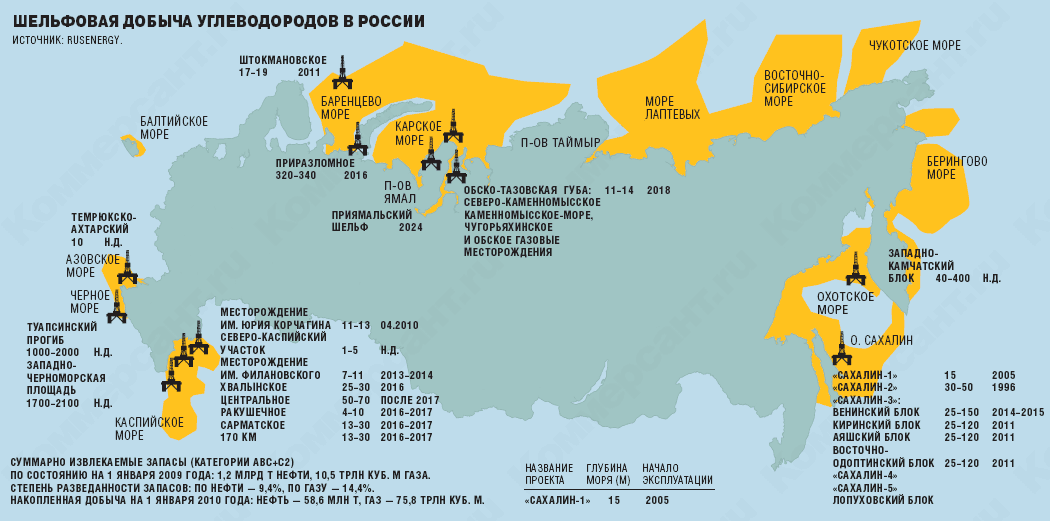 ШЕЛЬФОВАЯ ДОБЫЧА УГЛЕВОДОРОДОВ В РОССИИ
ИСТОЧНИК: RUSENERGY.
ШТОКМАНОВСКОЕ
17–19 2011
БАРЕНЦЕВО
МОРЕ
КАРСКОЕ
МОРЕ
БАЛТИЙСКОЕ
МОРЕ
ПРИРАЗЛОМНОЕ
320–340 2016
П-ОВ
ЯМАЛ
ПРИЯМАЛЬСКИЙ
ШЕЛЬФ 2024
П-ОВ ТАЙМЫР
МОРЕ
ЛАПТЕВЫХ
ВОСТОЧНО-
СИБИРСКОЕ
МОРЕ
ЧУКОТСКОЕ МОРЕ
БЕРИНГОВО
МОРЕ
ОБСКО-ТАЗОВСКАЯ ГУБА: 11–14 2018
СЕВЕРО-КАМЕННОМЫССКОЕ
КАМЕННОМЫССКОЕ-МОРЕ,
ЧУГОРЬЯХИНСКОЕ
И ОБСКОЕ ГАЗОВЫЕ
МЕСТОРОЖДЕНИЯ
ТЕМРЮКСКО-
АХТАРСКИЙ
10 Н.Д.
АЗОВСКОЕ
МОРЕ
ЧЕРНОЕ
МОРЕ
ТУАПСИНСКИЙ
ПРОГИБ
1000–2000 Н.Д.
ЗАПАДНО-
ЧЕРНОМОРСКАЯ
ПЛОЩАДЬ
1700–2100 Н.Д.
КАСПИЙСКОЕ
МОРЕ
МЕСТОРОЖДЕНИЕ
ИМ. ЮРИЯ КОРЧАГИНА 11–13 04.2010
СЕВЕРО-КАСПИЙСКИЙ
УЧАСТОК 1–5 Н.Д.
МЕСТОРОЖДЕНИЕ
ИМ. ФИЛАНОВСКОГО 7–11 2013–2014
ХВАЛЫНСКОЕ 25–30 2016
ЦЕНТРАЛЬНОЕ 50–70 ПОСЛЕ 2017
РАКУШЕЧНОЕ 4–10 2016–2017
САРМАТСКОЕ 13–30 2016–2017
170 КМ 13–30 2016–2017
ЗАПАДНО-
КАМЧАТСКИЙ
БЛОК 40–400 Н.Д.
ОХОТСКОЕ
МОРЕ
О. САХАЛИН
«САХАЛИН-1» 15 2005
«САХАЛИН-2» 30–50 1996
«САХАЛИН-3»:
ВЕНИНСКИЙ БЛОК 25–150 2014–2015
КИРИНСКИЙ БЛОК 25–120 2011
АЯШСКИЙ БЛОК 25–120 2011
ВОСТОЧНО-
ОДОПТИНСКИЙ БЛОК 25–120 2011
«САХАЛИН-4»
«САХАЛИН-5»
ЛОПУХОВСКИЙ БЛОК
СУММАРНО ИЗВЛЕКАЕМЫЕ ЗАПАСЫ (КАТЕГОРИИ АВС+С2)
ПО СОСТОЯНИЮ НА 1 ЯНВАРЯ 2009 ГОДА: 1,2 МЛРД Т НЕФТИ, 10,5 ТРЛН КУБ. М ГАЗА.
СТЕПЕНЬ РАЗВЕДАННОСТИ ЗАПАСОВ: ПО НЕФТИ — 9,4%, ПО ГАЗУ — 14,4%.
НАКОПЛЕННАЯ ДОБЫЧА НА 1 ЯНВАРЯ 2010 ГОДА: НЕФТЬ — 58,6 МЛН Т, ГАЗ — 75,8 ТРЛН КУБ. М.
НАЗВАНИЕ ГЛУБИНА НАЧАЛО
ПРОЕКТА МОРЯ (М) ЭКСПЛУАТАЦИИ
«САХАЛИН-1» 15 2005